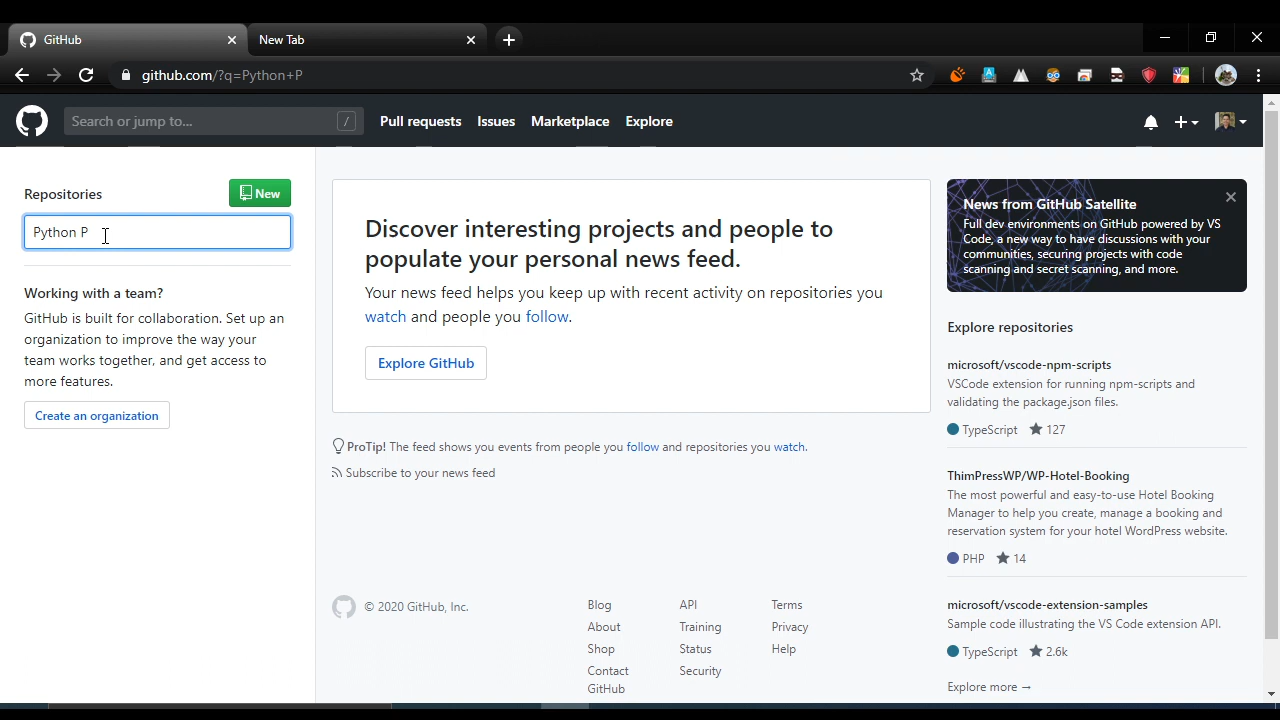 GitHub
New Tab
github.com/?q=Python+P
Search or jump to...
/
Pull requests Issues Marketplace Explore
Repositories
New
Python P
Working with a team?
GitHub is built for collaboration. Set up an
organization to improve the way your
team works together, and get access to
more features.
Create an organization
Discover interesting projects and people to
populate your personal news feed.
Your news feed helps you keep up with recent activity on repositories you
watch and people you follow.
Explore GitHub
ProTip! The feed shows you events from people you follow and repositories you watch.
Subscribe to your news feed
© 2020 GitHub, Inc.
Blog
About
Shop
Contact
GitHub
API
Training
Status
Security
Terms
Privacy
Help
News from GitHub Satellite
Full dev environments on GitHub powered by VS
Code, a new way to have discussions with your
communities, securing projects with code
scanning and secret scanning, and more.
Explore repositories
microsoft/vscode-npm-scripts
VSCode extension for running npm-scripts and
validating the package.json files.
TypeScript 127
ThimPressWP/WP-Hotel-Booking
The most powerful and easy-to-use Hotel Booking
Manager to help you create, manage a booking and
reservation system for your hotel WordPress website.
PHP 14
microsoft/vscode-extension-samples
Sample code illustrating the VS Code extension API.
TypeScript 2.6k
Explore more →